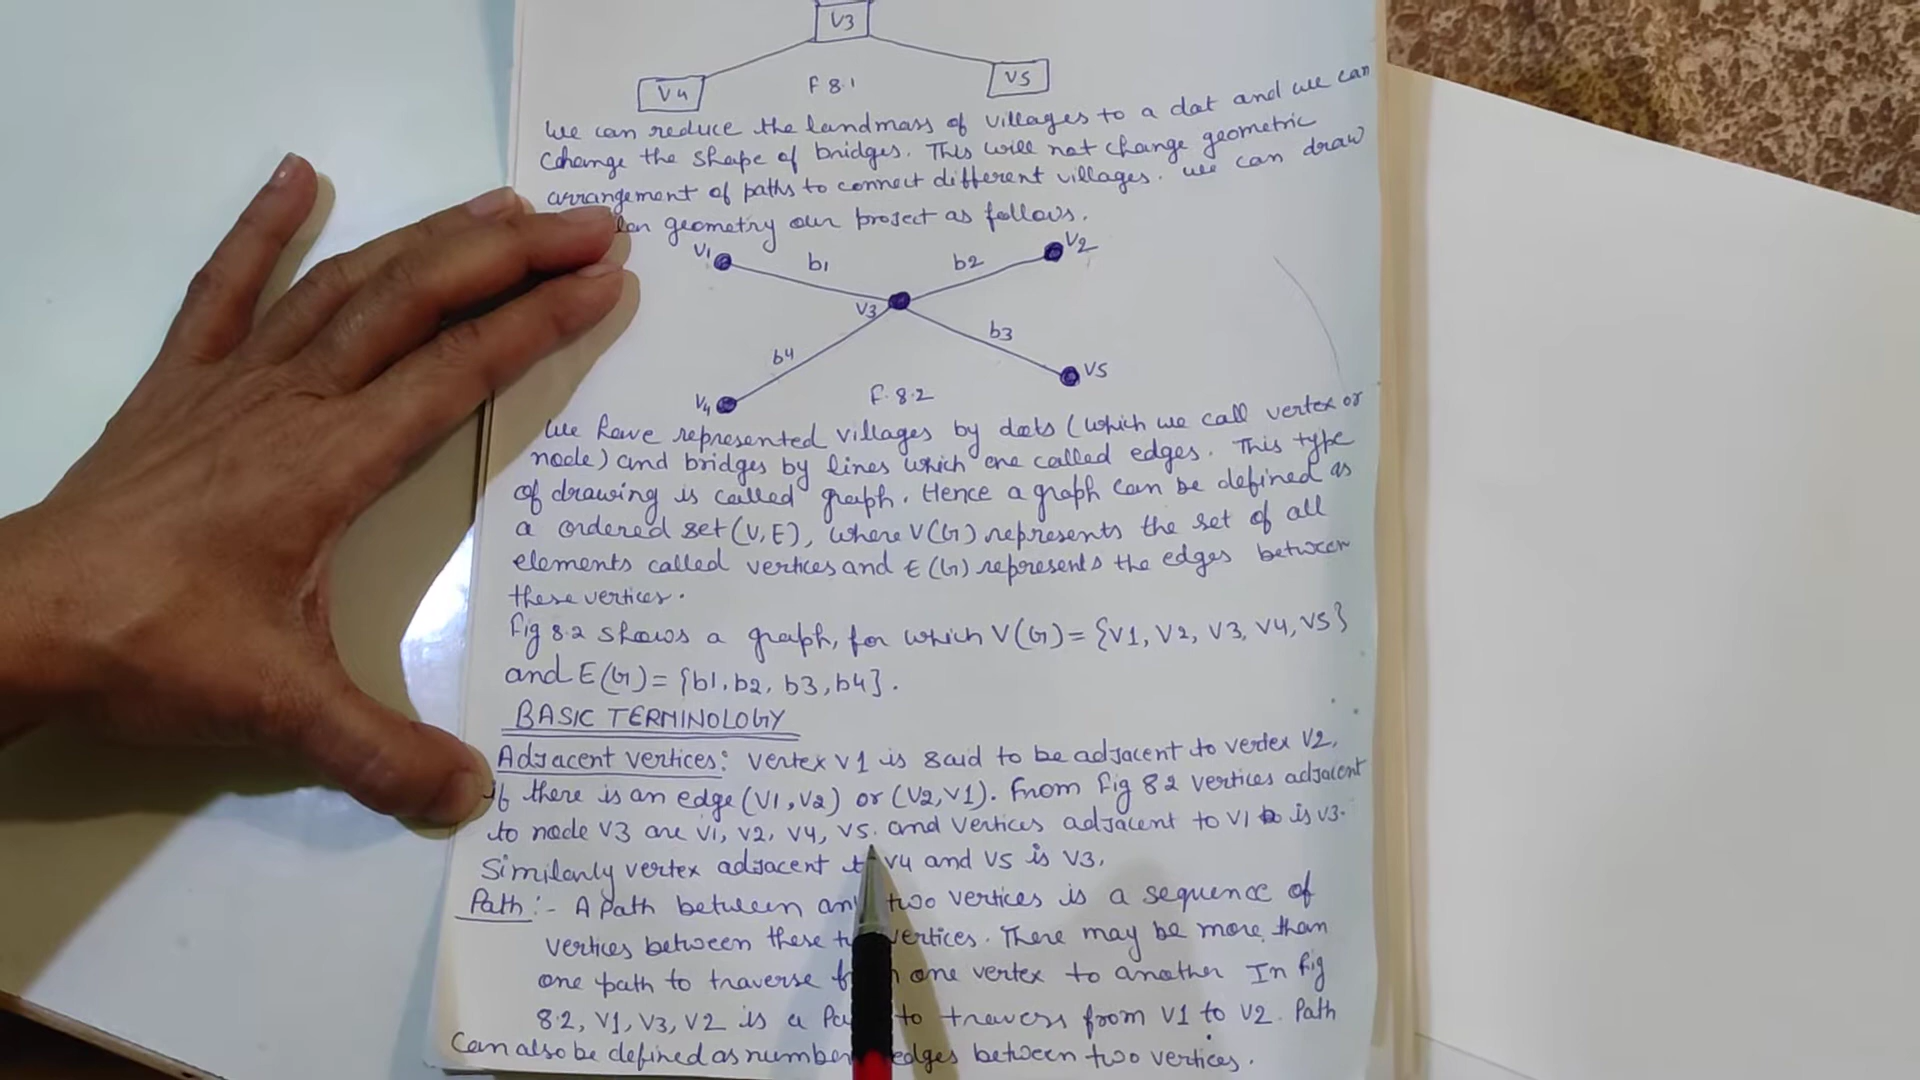 V3
V4 F 8.1 V5
We can reduce the landmass of villages to a dot and we can
change the shape of bridges. This will not change geometric
arrangement of paths to connect different villages. we can draw
geometry our project as follows.
V1 b1 b2 V2
V3
b4 b3
V4 F. 8.2 V5
We have represented villages by dots (which we call vertex or
node) and bridges by lines which are called edges. This type
of drawing is called graph. Hence a graph can be defined as
a ordered set (V, E), where V(G) represents the set of all
elements called vertices and E(G) represents the edges between
these vertices.
Fig 8.2 shows a graph, for which V(G) = {V1, V2, V3, V4, V5}
and E(G) = {b1, b2, b3, b4}.
BASIC TERMINOLOGY
Adjacent vertices: vertex V1 is said to be adjacent to vertex V2,
if there is an edge (V1, V2) or (V2, V1). From Fig 8 2 vertices adjacent
to node V3 are V1, V2, V4, V5. and vertices adjacent to V1 is V3.
Similarly vertex adjacent V4 and V5 is V3.
Path :- A Path between two vertices is a sequence of
vertices between these vertices. There may be more than
one path to traverse one vertex to another In Fig
8.2, V1, V3, V2 is a to travers from V1 to V2. Path
Can also be defined as number edges between two vertices.